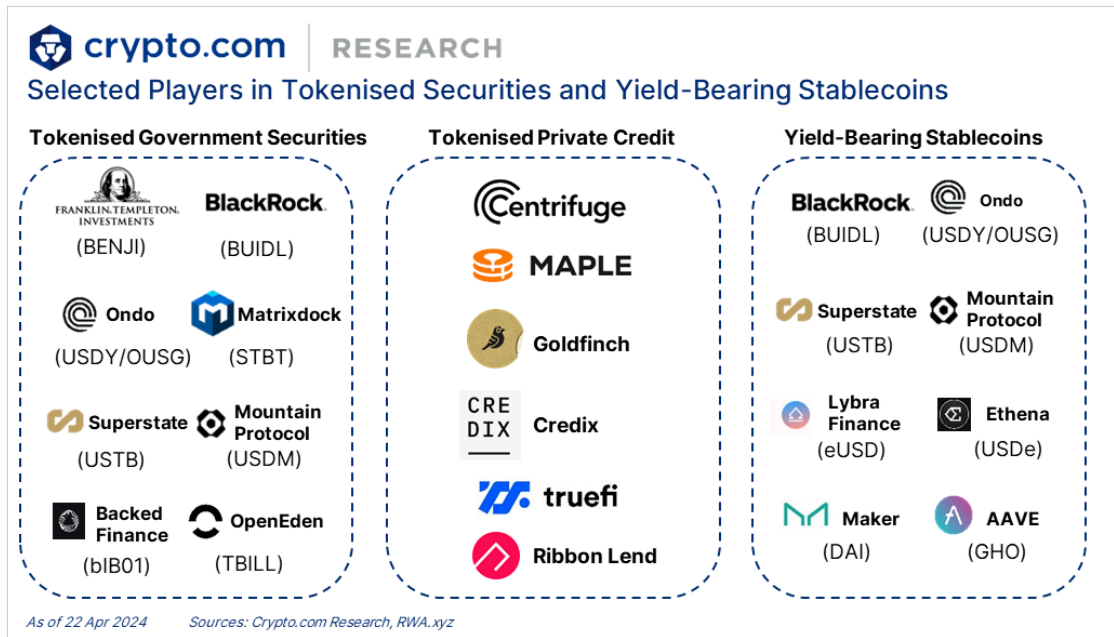 crypto.com RESEARCH
Selected Players in Tokenised Securities and Yield-Bearing Stablecoins
Tokenised Government Securities
FRANKLIN TEMPLETON.
INVESTMENTS
(BENJI)
BlackRock.
(BUIDL)
Ondo
(USDY/OUSG)
Matrixdock
(STBT)
Superstate
(USTB)
Mountain
Protocol
(USDM)
Backed
Finance
(bIB01)
OpenEden
(TBILL)
Tokenised Private Credit
Centrifuge
MAPLE
Goldfinch
CRE
DIX
Credix
truefi
Ribbon Lend
Yield-Bearing Stablecoins
BlackRock.
(BUIDL)
Ondo
(USDY/OUSG)
Superstate
(USTB)
Mountain
Protocol
(USDM)
Lybra
Finance
(eUSD)
Ethena
(USDe)
Maker
(DAI)
AAVE
(GHO)
As of 22 Apr 2024 Sources: Crypto.com Research, RWA.xyz